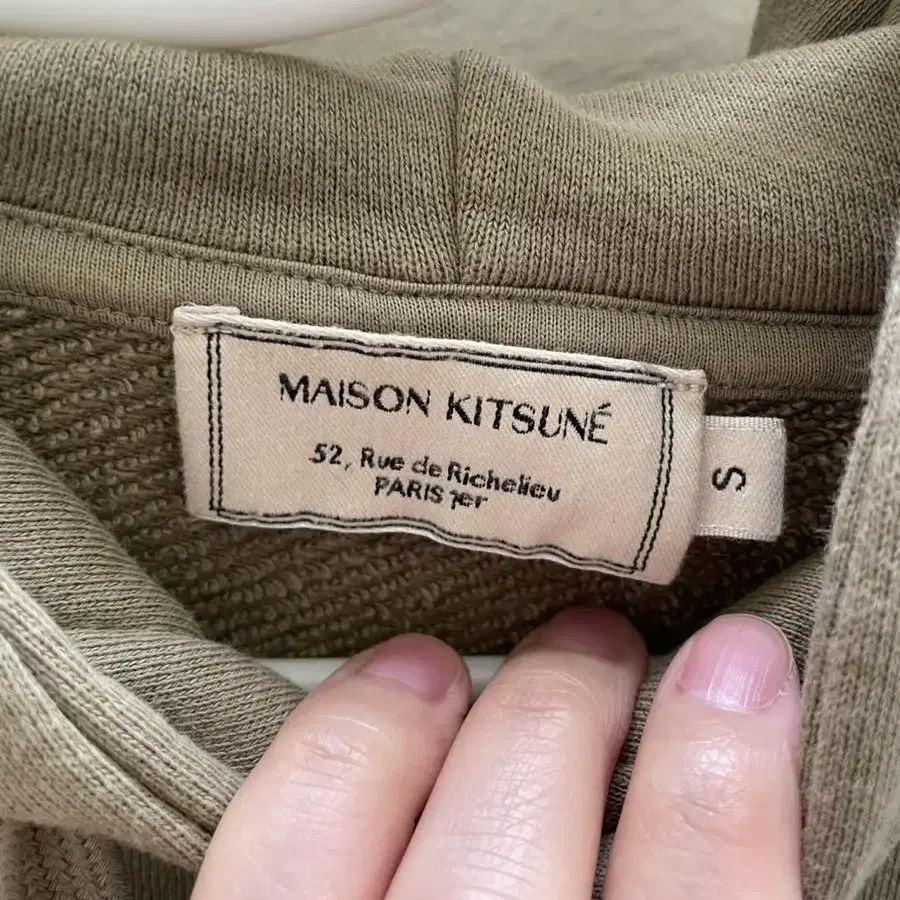 MAISON KITSUNÉ
52, Rue de Richelieu
PARIS 1er
S